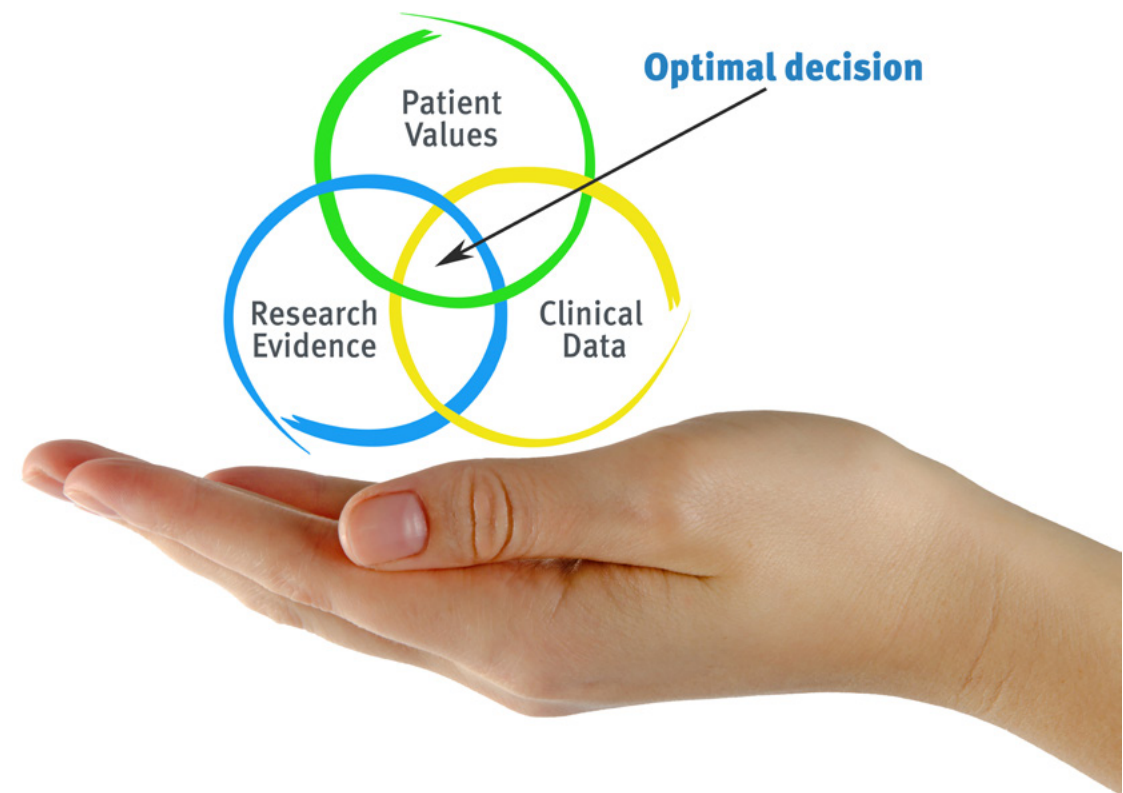 Optimal decision
Patient
Values
Research
Evidence
Clinical
Data